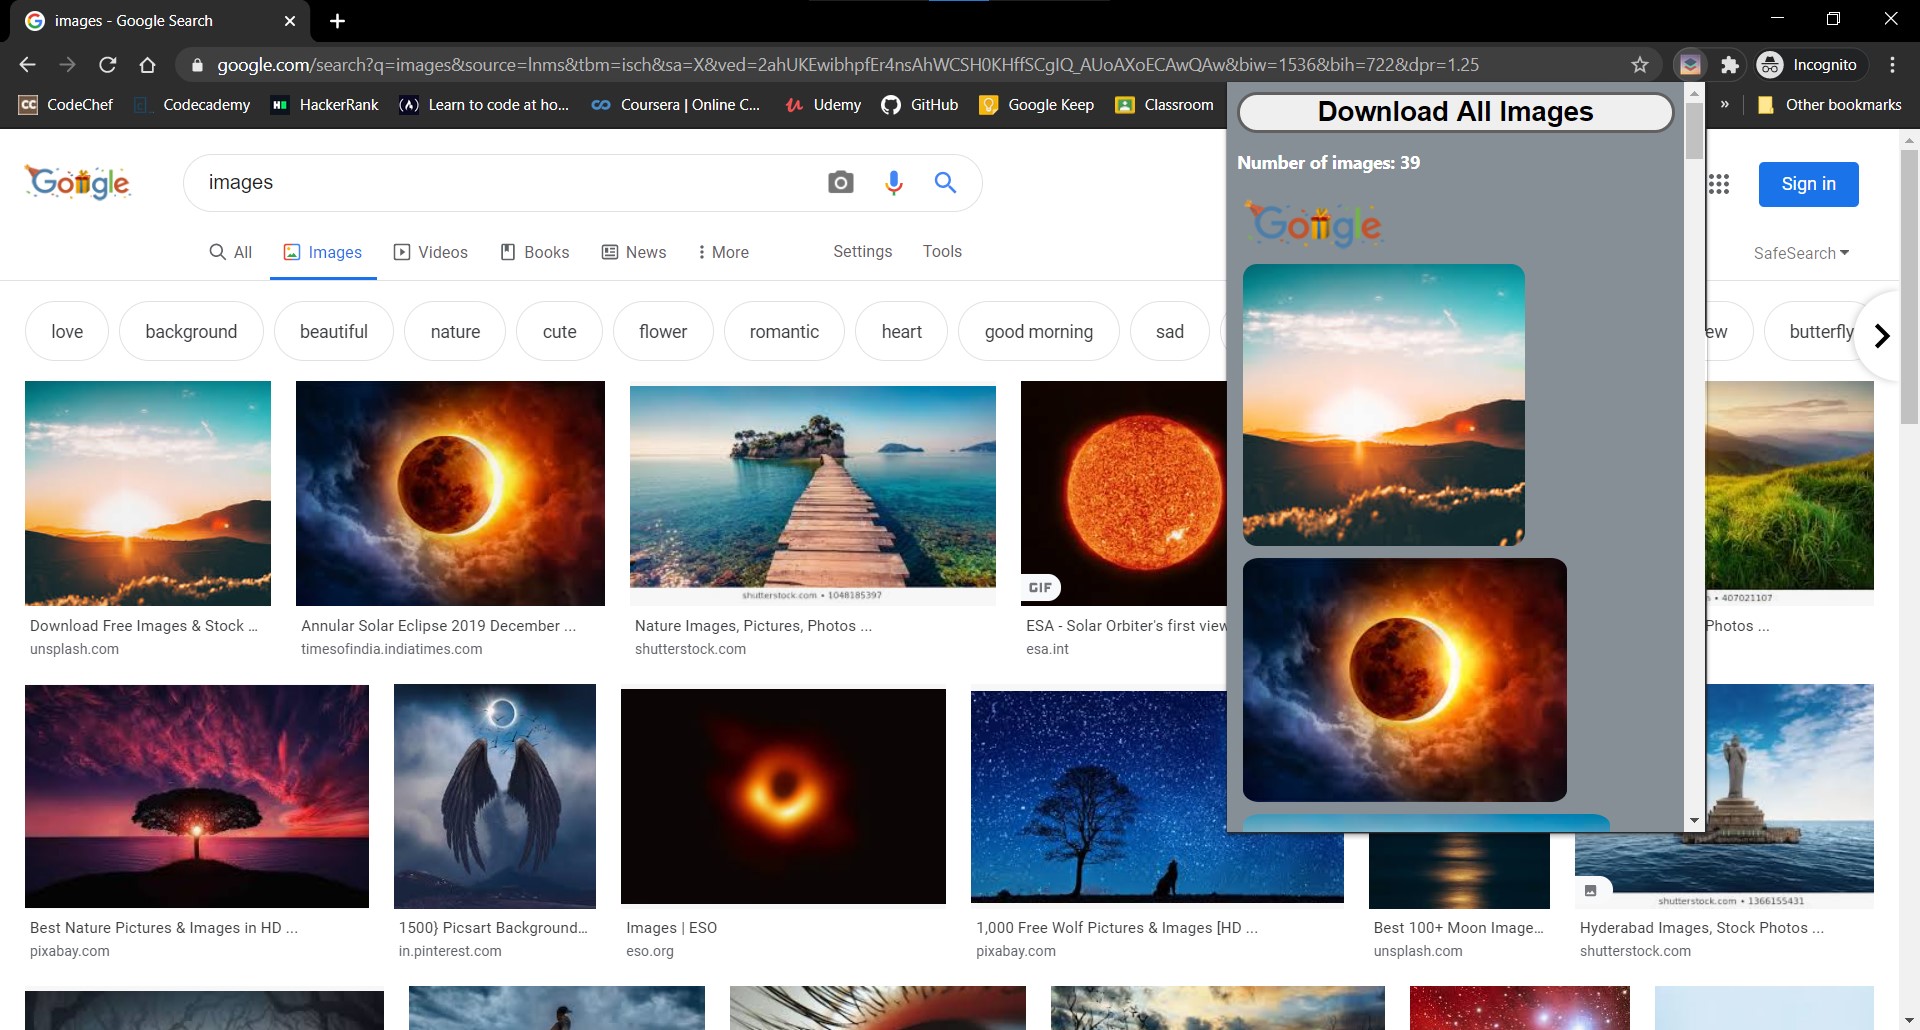 images - Google Search
google.com/search?q=images&source=lnms&tbm=isch&sa=X&ved=2ahUKEwibhpfEr4nsAhWCSH0KHffSCgIQ_AUoAXoECAwQAw&biw=1536&bih=722&dpr=1.25
Incognito
CodeChef Codecademy HackerRank Learn to code at ho... Coursera | Online C... Udemy GitHub Google Keep Classroom » Other bookmarks
Download All Images
Number of images: 39
Google
Google
images
Sign in
All Images Videos Books News More Settings Tools
SafeSearch
love background beautiful nature cute flower romantic heart good morning sad ew butterfly
shutterstock.com • 1048185397
GIF
s • 407021107
Download Free Images & Stock ...
unsplash.com
Annular Solar Eclipse 2019 December ...
timesofindia.indiatimes.com
Nature Images, Pictures, Photos ...
shutterstock.com
ESA - Solar Orbiter's first view
esa.int
Photos ...
shutterstock.com • 1366155431
Best Nature Pictures & Images in HD ...
pixabay.com
1500} Picsart Background...
in.pinterest.com
Images | ESO
eso.org
1,000 Free Wolf Pictures & Images [HD ...
pixabay.com
Best 100+ Moon Image...
unsplash.com
Hyderabad Images, Stock Photos ...
shutterstock.com